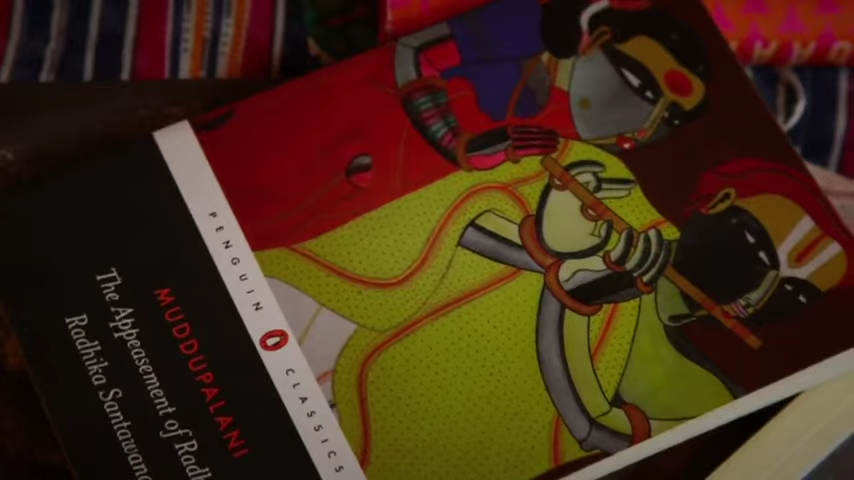 PENGUIN CLASSICS
MUDDUPALANI
The Appeasement of Radh
Radhika Santawan